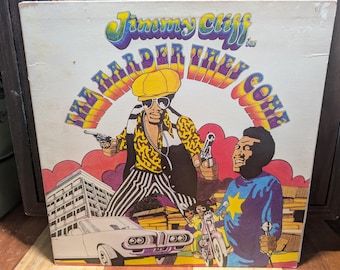 Jimmy Cliff
in
THE HARDER THEY COME